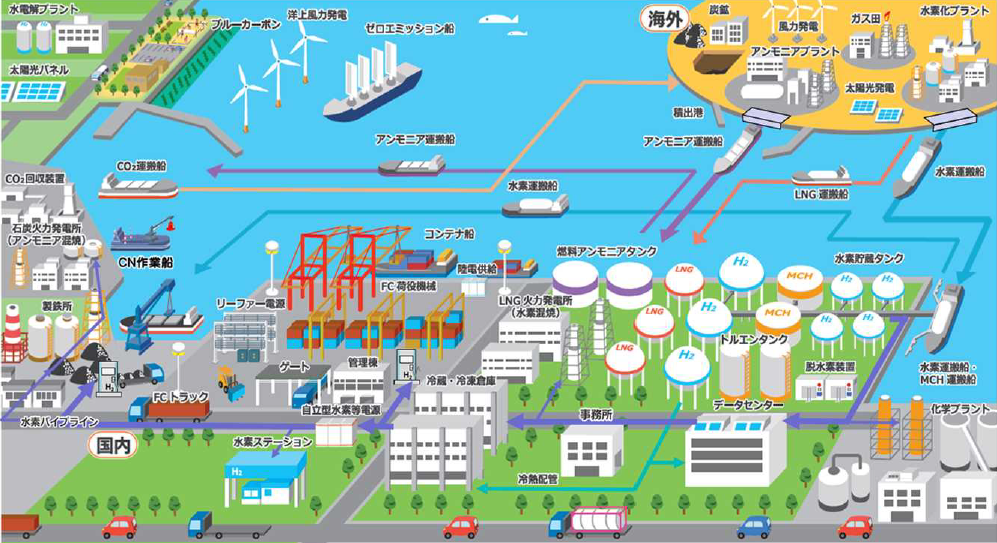 水電解プラント
ブルーカーボン
洋上風力発電
ゼロエミッション船
海外
炭鉱
風力発電
ガス田
水素化プラント
アンモニアプラント
太陽光パネル
太陽光発電
積出港
アンモニア運搬船
アンモニア運搬船
CO₂運搬船
水素運搬船
LNG 運搬船
水素運搬船
CO₂回収装置
石炭火力発電所
(アンモニア混焼)
CN作業船
コンテナ船
陸電供給
燃料アンモニアタンク
水素貯蔵タンク
LNG
H₂
MCH
H₂
H₂
FC 荷役機械
製鉄所
リーファー電源
LNG 火力発電所
(水素混焼)
LNG
H₂
MCH
H₂
H₂
トルエンタンク
LNG
H₂
H₂
ゲート
管理棟
H₂
冷蔵・冷凍倉庫
脱水素装置
水素運搬船・
MCH 運搬船
FCトラック
自立型水素等電源
水素パイプライン
事務所
データセンター
化学プラント
国内
水素ステーション
H₂
冷熱配管